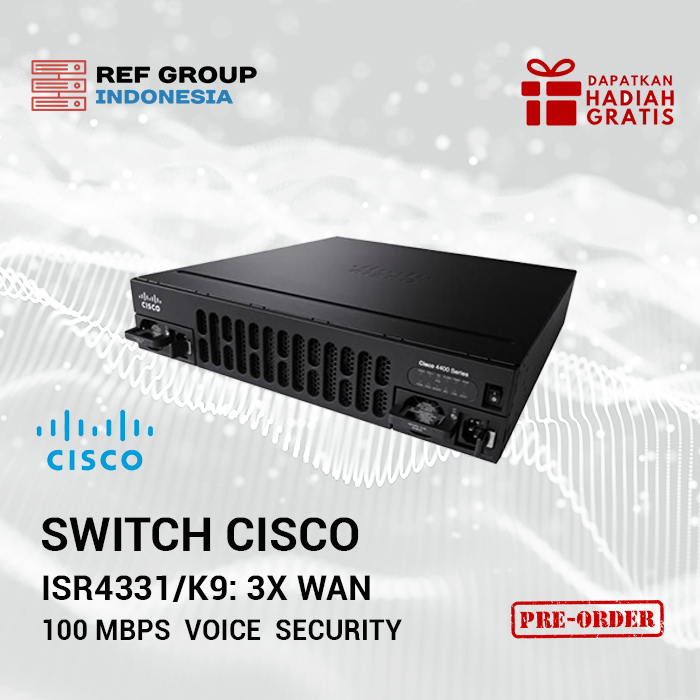 REF GROUP
INDONESIA
DAPATKAN
HADIAH
GRATIS
CISCO
Cisco 4400 Series
CISCO
SWITCH CISCO
ISR4331/K9: 3X WAN
100 MBPS VOICE SECURITY
PRE-ORDER